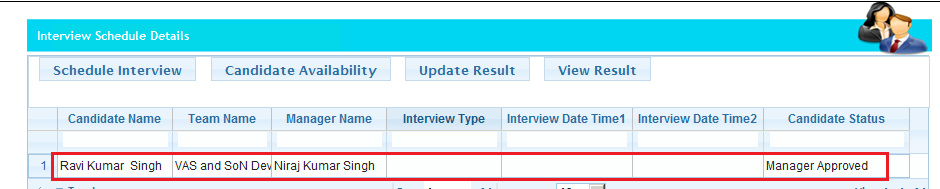 Interview Schedule Details
Schedule Interview Candidate Availability Update Result View Result
Candidate Name Team Name Manager Name Interview Type Interview Date Time1 Interview Date Time2 Candidate Status
1 Ravi Kumar Singh VAS and SoN Dev Niraj Kumar Singh Manager Approved